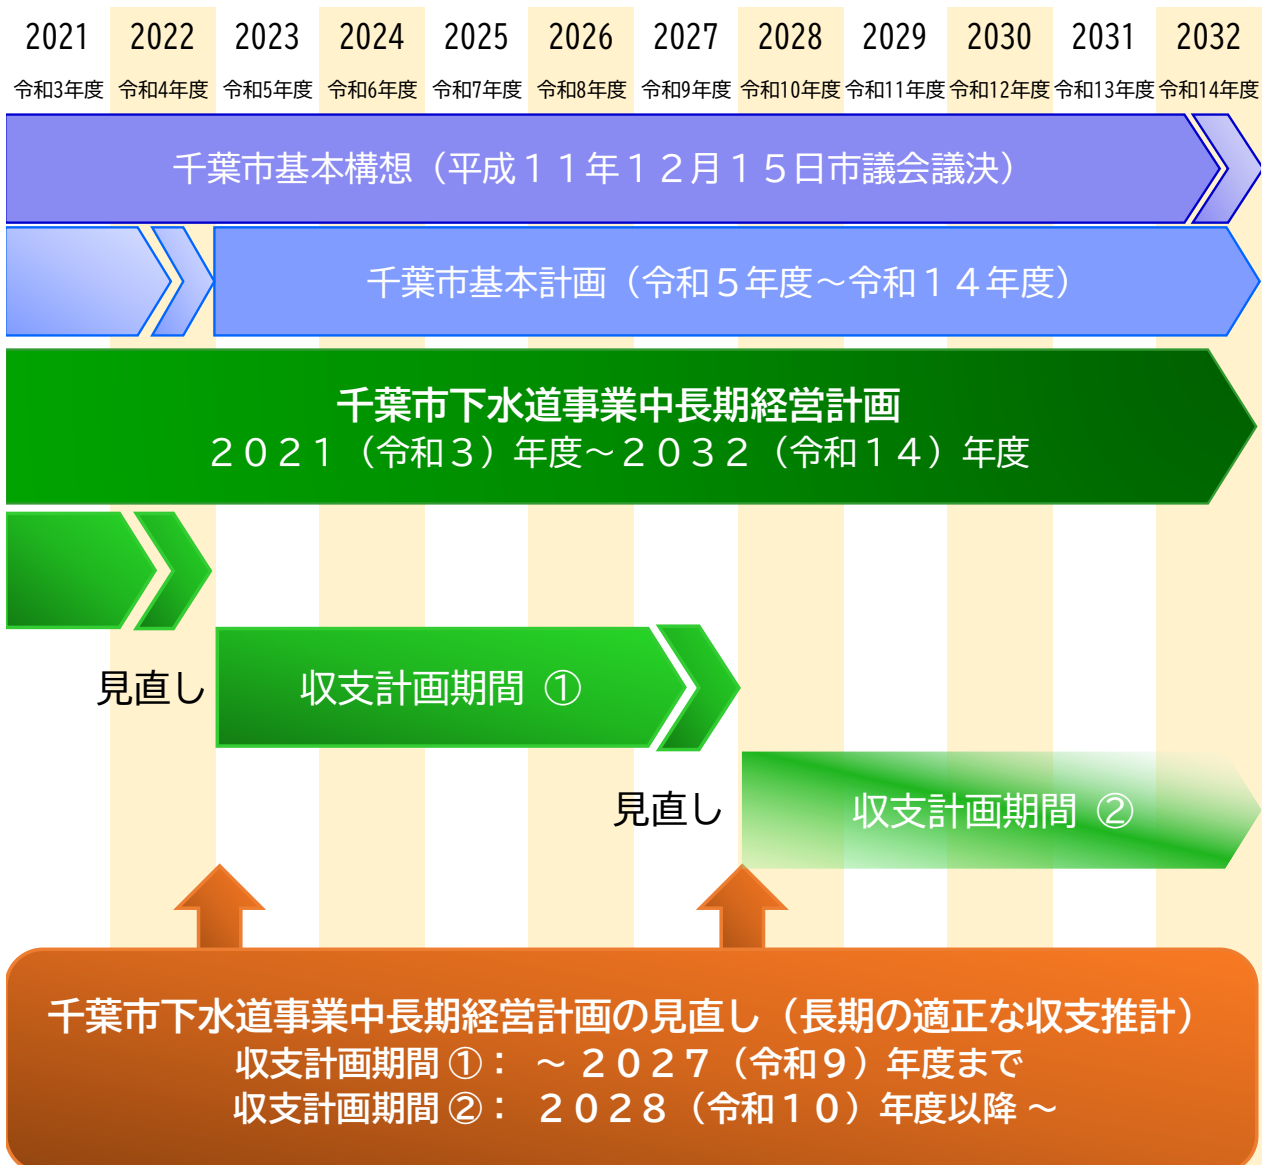 2021 2022 2023 2024 2025 2026 2027 2028 2029 2030 2031 2032
令和3年度 令和4年度 令和5年度 令和6年度 令和7年度 令和8年度 令和9年度 令和10年度 令和11年度 令和12年度 令和13年度 令和14年度
千葉市基本構想（平成１１年１２月１５日市議会議決）
千葉市基本計画（令和５年度～令和１４年度）
千葉市下水道事業中長期経営計画
２０２１（令和３）年度～２０３２（令和１４）年度
見直し 収支計画期間 ①
見直し 収支計画期間 ②
千葉市下水道事業中長期経営計画の見直し（長期の適正な収支推計）
収支計画期間 ①： ～ ２０２７（令和９）年度まで
収支計画期間 ②： ２０２８（令和１０）年度以降 ～